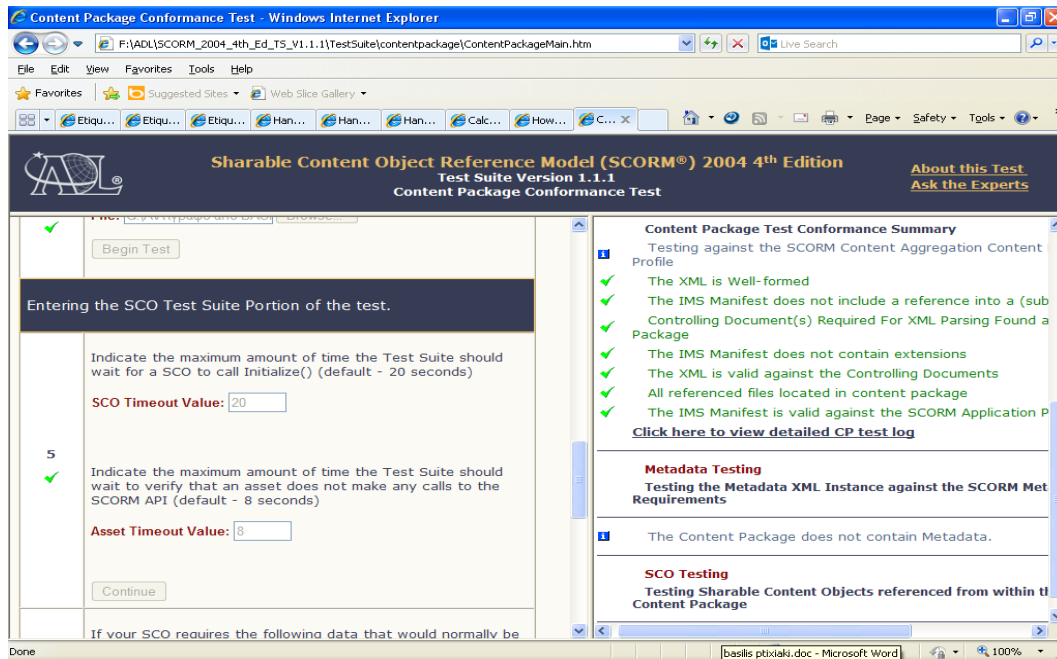 Content Package Conformance Test - Windows Internet Explorer
F:\ADL\SCORM_2004_4th_Ed_TS_V1.1.1\TestSuite\contentpackage\ContentPackageMain.htm
Live Search
File Edit View Favorites Tools Help
Favorites Suggested Sites Web Slice Gallery
Etiqu... Etiqu... Etiqu... Han... Han... Han... Calc... How... C... X Page Safety Tools
ADL®
Sharable Content Object Reference Model (SCORM®) 2004 4th Edition
Test Suite Version 1.1.1
Content Package Conformance Test
About this Test
Ask the Experts
Begin Test
Entering the SCO Test Suite Portion of the test.
Indicate the maximum amount of time the Test Suite should
wait for a SCO to call Initialize() (default - 20 seconds)
SCO Timeout Value: 20
5
Indicate the maximum amount of time the Test Suite should
wait to verify that an asset does not make any calls to the
SCORM API (default - 8 seconds)
Asset Timeout Value: 8
Continue
If your SCO requires the following data that would normally be
Content Package Test Conformance Summary
Testing against the SCORM Content Aggregation Content
Profile
The XML is Well-formed
The IMS Manifest does not include a reference into a (sub
Controlling Document(s) Required For XML Parsing Found a
Package
The IMS Manifest does not contain extensions
The XML is valid against the Controlling Documents
All referenced files located in content package
The IMS Manifest is valid against the SCORM Application P
Click here to view detailed CP test log
Metadata Testing
Testing the Metadata XML Instance against the SCORM Met
Requirements
The Content Package does not contain Metadata.
SCO Testing
Testing Sharable Content Objects referenced from within th
Content Package
Done
basilis ptixiaki.doc - Microsoft Word
100%